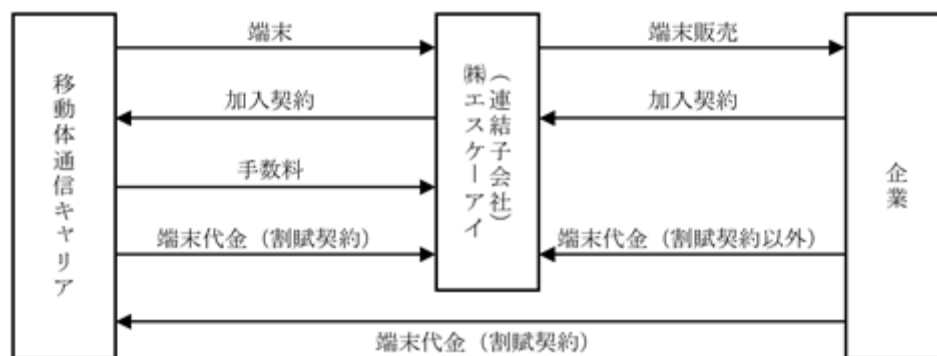 移動体通信キャリア
端末
加入契約
手数料
端末代金（割賦契約）
（連結子会社）
㈱エスケーアイ
端末販売
加入契約
端末代金（割賦契約以外）
企業
端末代金（割賦契約）